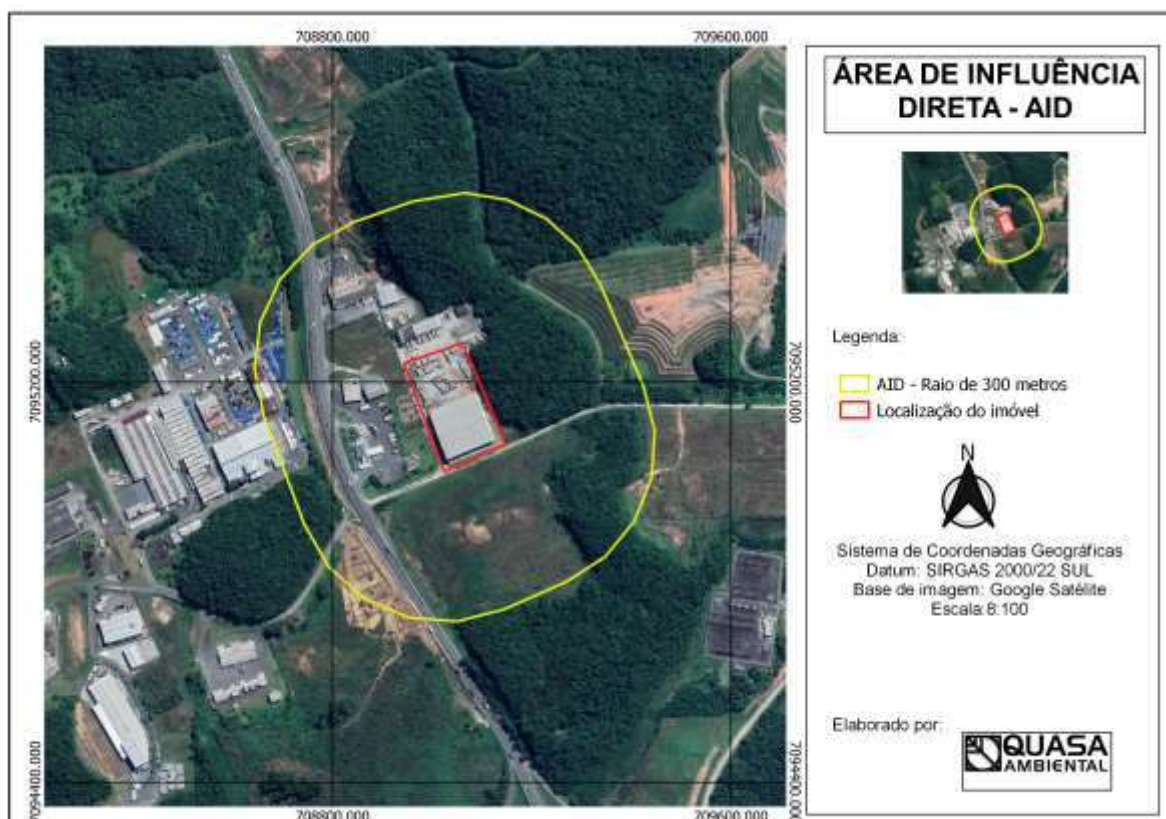 708800.000
709600.000
7095200.000
7095200.000
7094400.000
7094400.000
708800.000
709600.000
ÁREA DE INFLUÊNCIA
DIRETA - AID
Legenda:
AID - Raio de 300 metros
Localização do imóvel
N
Sistema de Coordenadas Geográficas
Datum: SIRGAS 2000/22 SUL
Base de imagem: Google Satélite
Escala 8:100
Elaborado por:
QUASA
AMBIENTAL